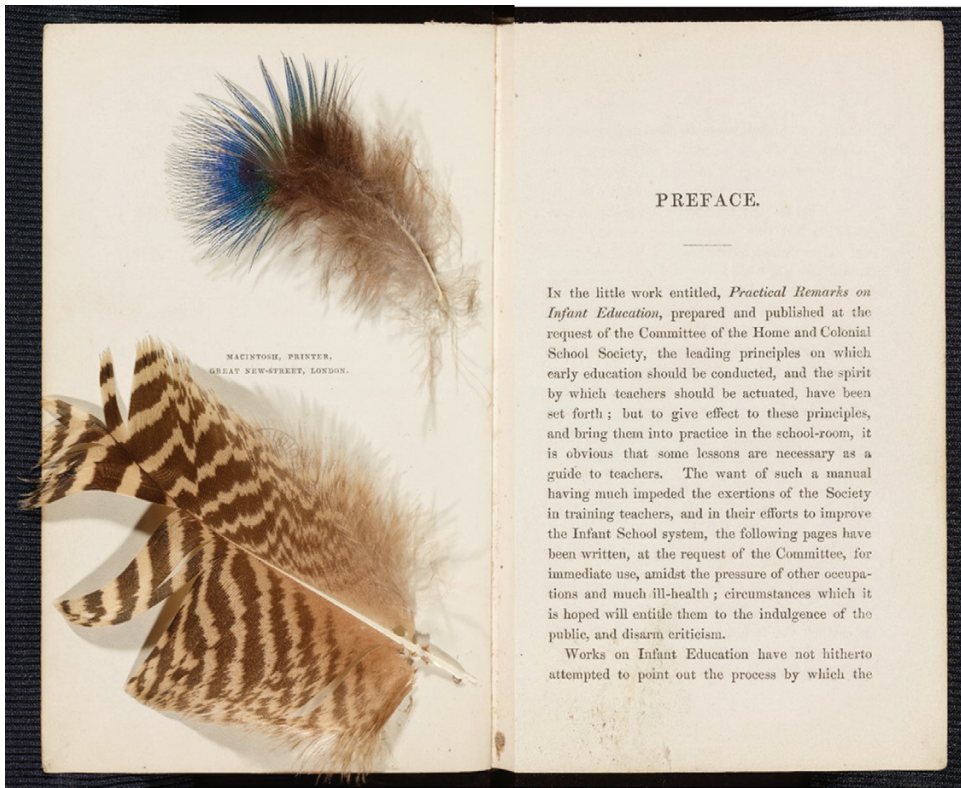 MACINTOSH, PRINTER,
GREAT NEW-STREET, LONDON.
PREFACE.
In the little work entitled, Practical Remarks on
Infant Education, prepared and published at the
request of the Committee of the Home and Colonial
School Society, the leading principles on which
early education should be conducted, and the spirit
by which teachers should be actuated, have been
set forth ; but to give effect to these principles,
and bring them into practice in the school-room, it
is obvious that some lessons are necessary as a
guide to teachers. The want of such a manual
having much impeded the exertions of the Society
in training teachers, and in their efforts to improve
the Infant School system, the following pages have
been written, at the request of the Committee, for
immediate use, amidst the pressure of other occupa-
tions and much ill-health ; circumstances which it
is hoped will entitle them to the indulgence of the
public, and disarm criticism.
Works on Infant Education have not hitherto
attempted to point out the process by which the